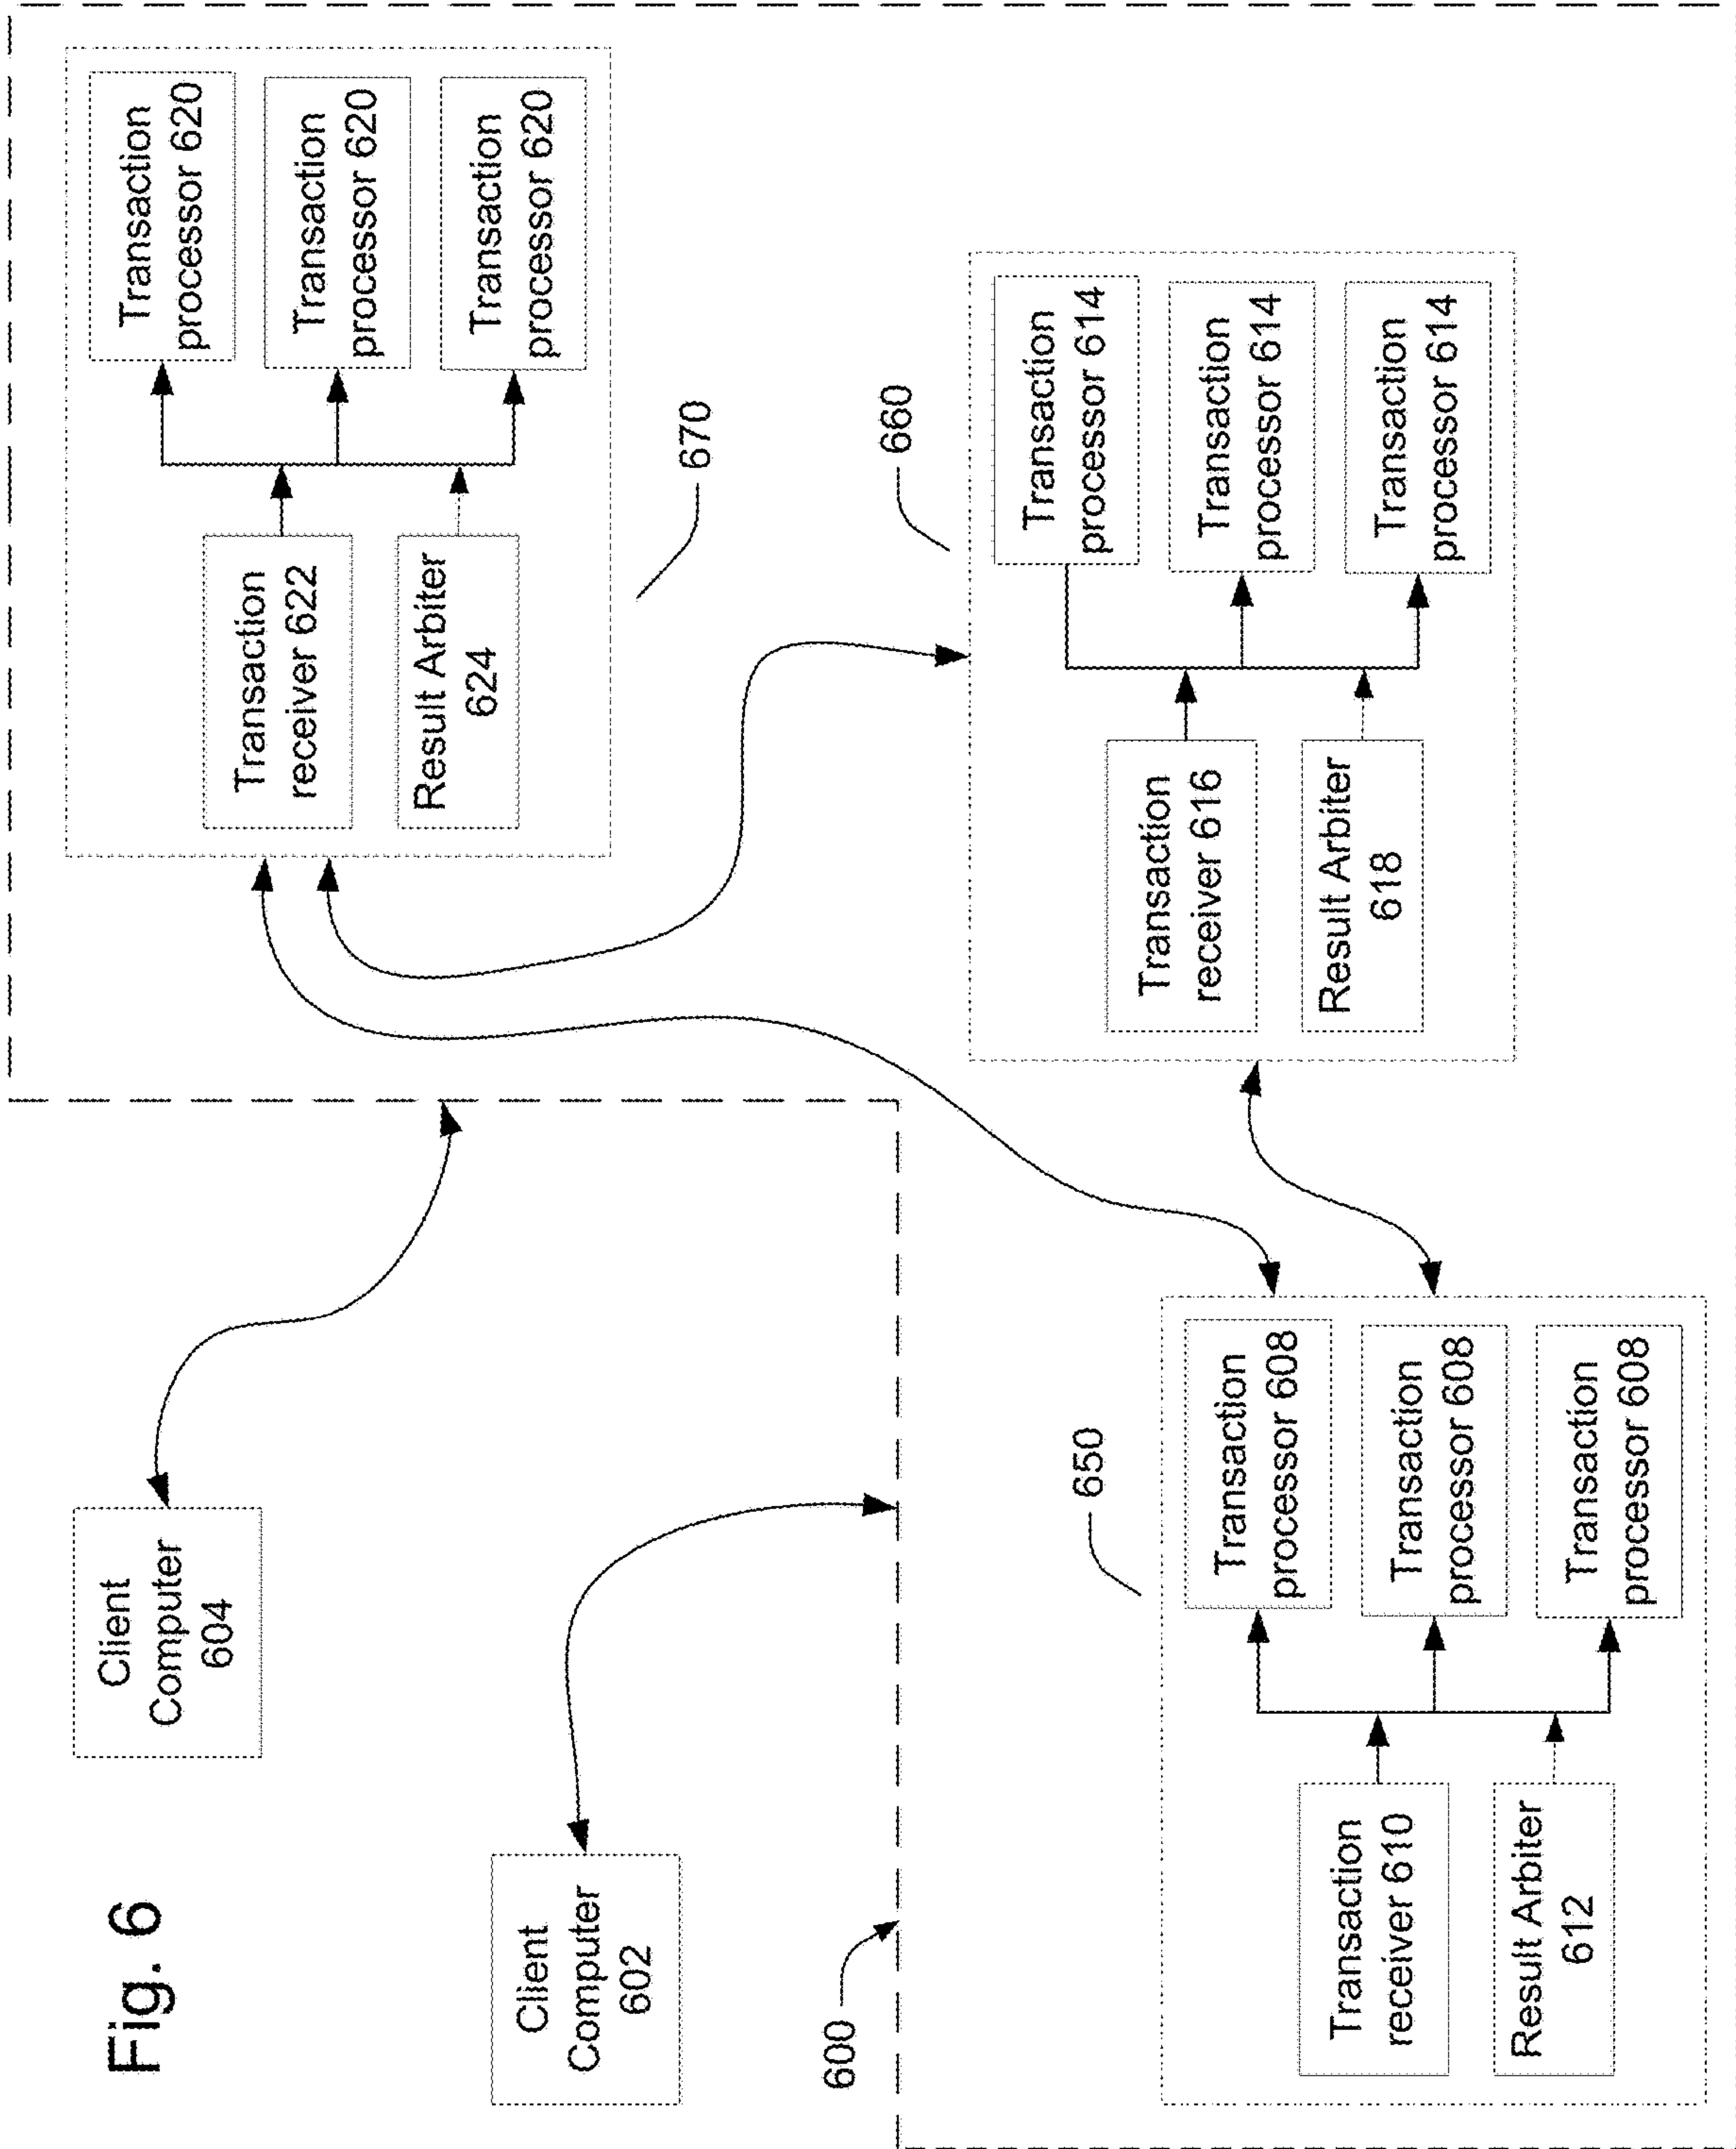 Fig. 6
Client
Computer
604
Client
Computer
602
600
Transaction
receiver 622
Result Arbiter
624
Transaction
processor 620
Transaction
processor 620
Transaction
processor 620
670
660
Transaction
receiver 616
Result Arbiter
618
Transaction
processor 614
Transaction
processor 614
Transaction
processor 614
650
Transaction
receiver 610
Result Arbiter
612
Transaction
processor 608
Transaction
processor 608
Transaction
processor 608